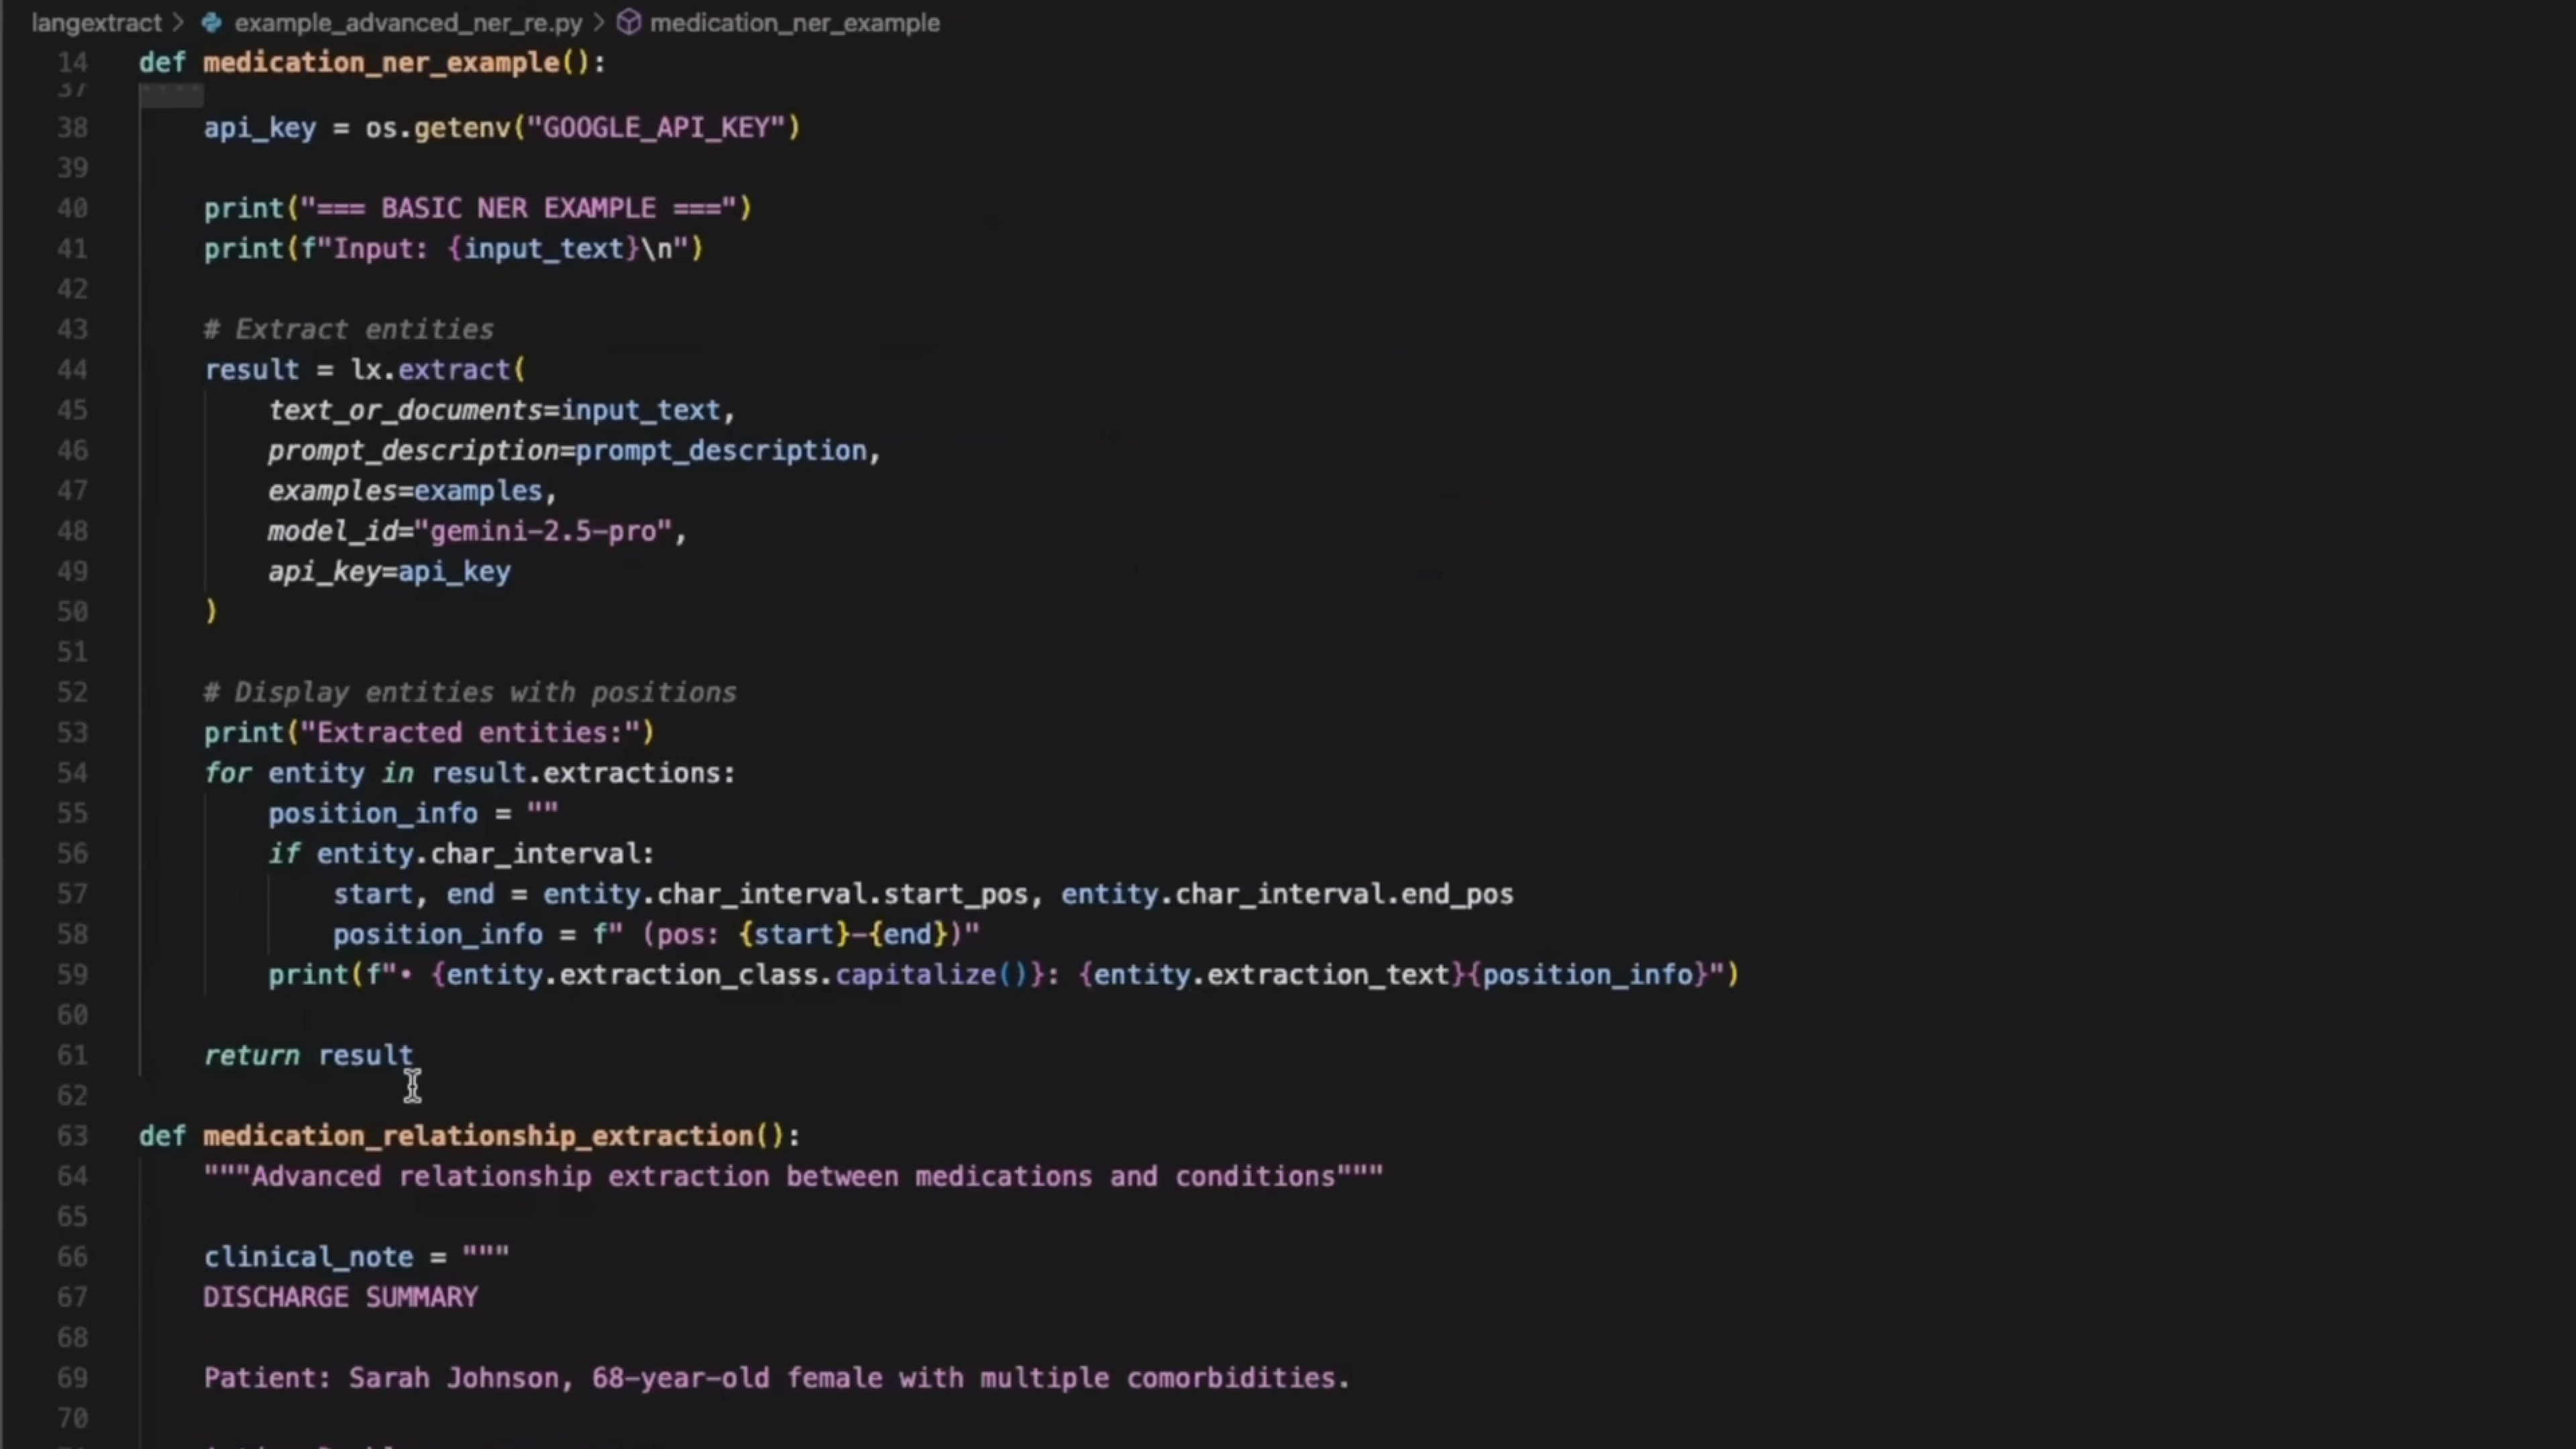 langextract > example_advanced_ner_re.py > medication_ner_example
14 def medication_ner_example():
37
38     api_key = os.getenv("GOOGLE_API_KEY")
39
40     print("=== BASIC NER EXAMPLE ===")
41     print(f"Input: {input_text}\n")
42
43     # Extract entities
44     result = lx.extract(
45         text_or_documents=input_text,
46         prompt_description=prompt_description,
47         examples=examples,
48         model_id="gemini-2.5-pro",
49         api_key=api_key
50     )
51
52     # Display entities with positions
53     print("Extracted entities:")
54     for entity in result.extractions:
55         position_info = ""
56         if entity.char_interval:
57             start, end = entity.char_interval.start_pos, entity.char_interval.end_pos
58             position_info = f" (pos: {start}-{end})"
59         print(f"• {entity.extraction_class.capitalize()}: {entity.extraction_text}{position_info}")
60
61     return result
62
63 def medication_relationship_extraction():
64     """Advanced relationship extraction between medications and conditions"""
65
66     clinical_note = """
67     DISCHARGE SUMMARY
68
69     Patient: Sarah Johnson, 68-year-old female with multiple comorbidities.
70